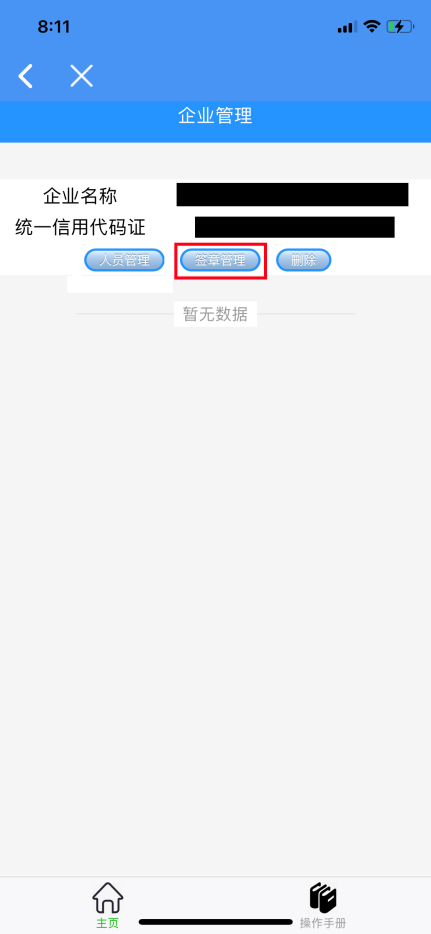 8:11
企业管理
企业名称
统一信用代码证
人员管理 签章管理 删除
暂无数据
主页 操作手册